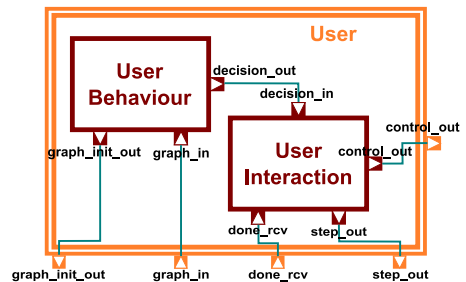 User
User
Behaviour
decision_out
decision_in
graph_init_out
graph_in
User
Interaction
control_out
control_out
done_rcv
step_out
graph_init_out
graph_in
done_rcv
step_out